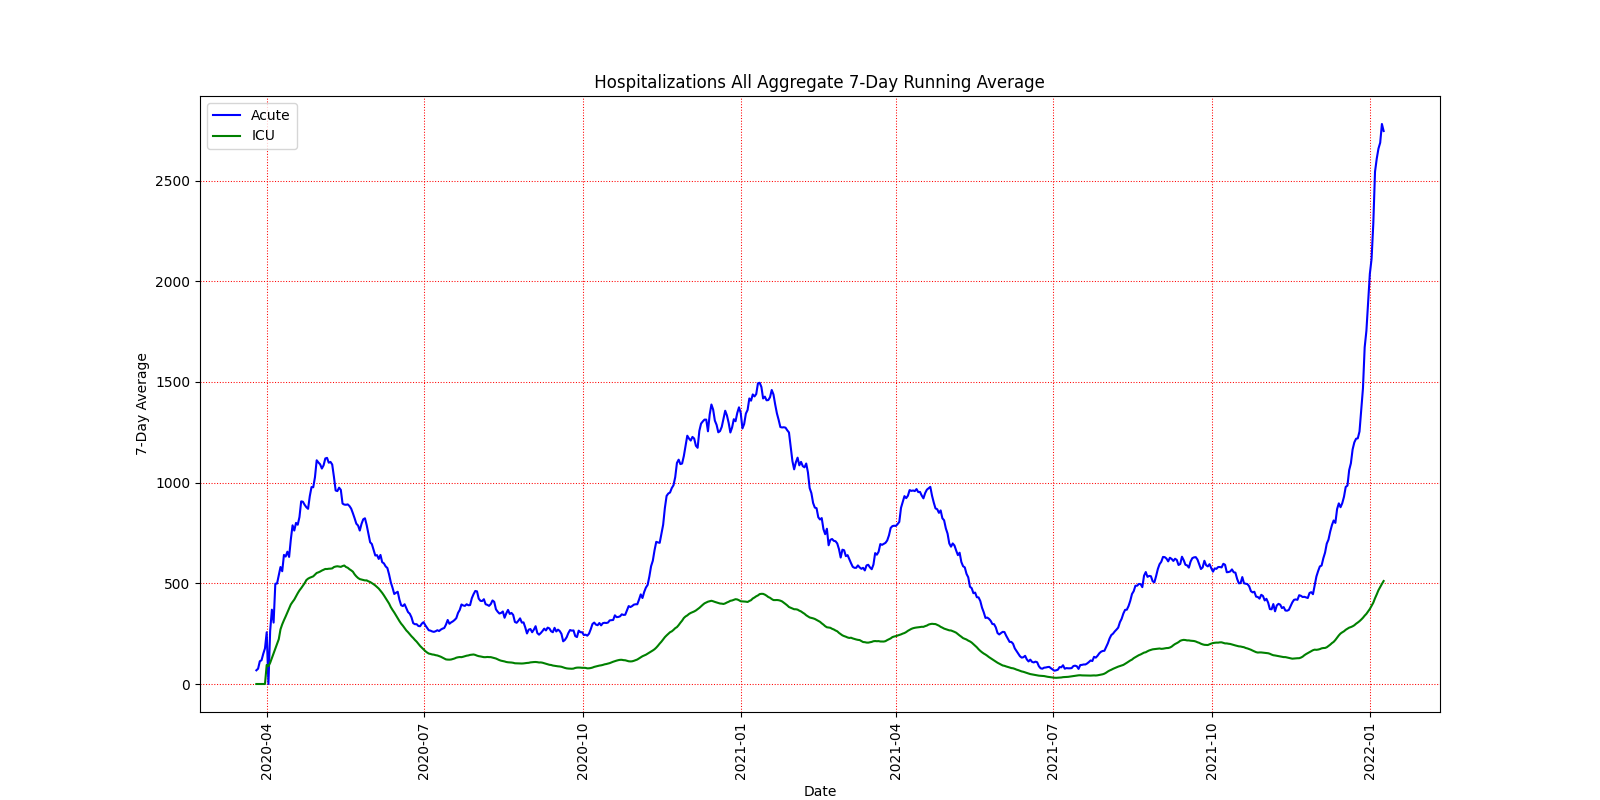 Hospitalizations All Aggregate 7-Day Running Average
Acute
ICU
2500
2000
1500
1000
500
0
7-Day Average
2020-04
2020-07
2020-10
2021-01
2021-04
2021-07
2021-10
2022-01
Date